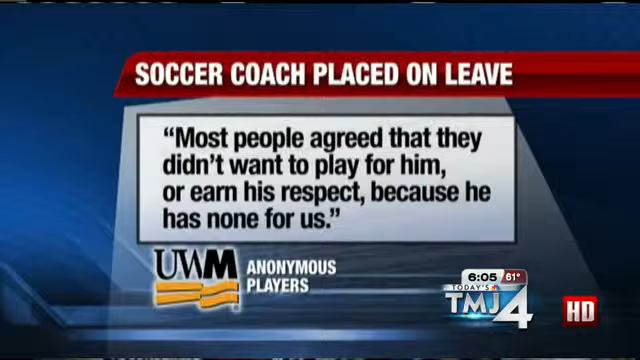 SOCCER COACH PLACED ON LEAVE
“Most people agreed that they
didn’t want to play for him,
or earn his respect, because he
has none for us.”
UWM
ANONYMOUS
PLAYERS
6:05 61°
TODAY'S
TMJ4
HD